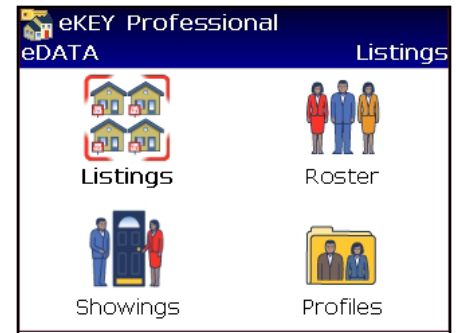 eKEY Professional
eDATA Listings
Listings Roster
Showings Profiles